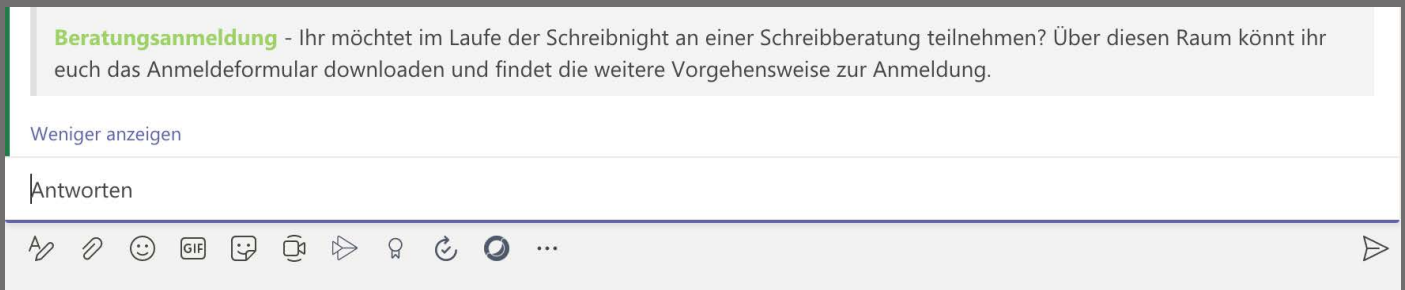 Beratungsanmeldung - Ihr möchtet im Laufe der Schreibnight an einer Schreibberatung teilnehmen? Über diesen Raum könnt ihr
euch das Anmeldeformular downloaden und findet die weitere Vorgehensweise zur Anmeldung.
Weniger anzeigen
Antworten
GIF